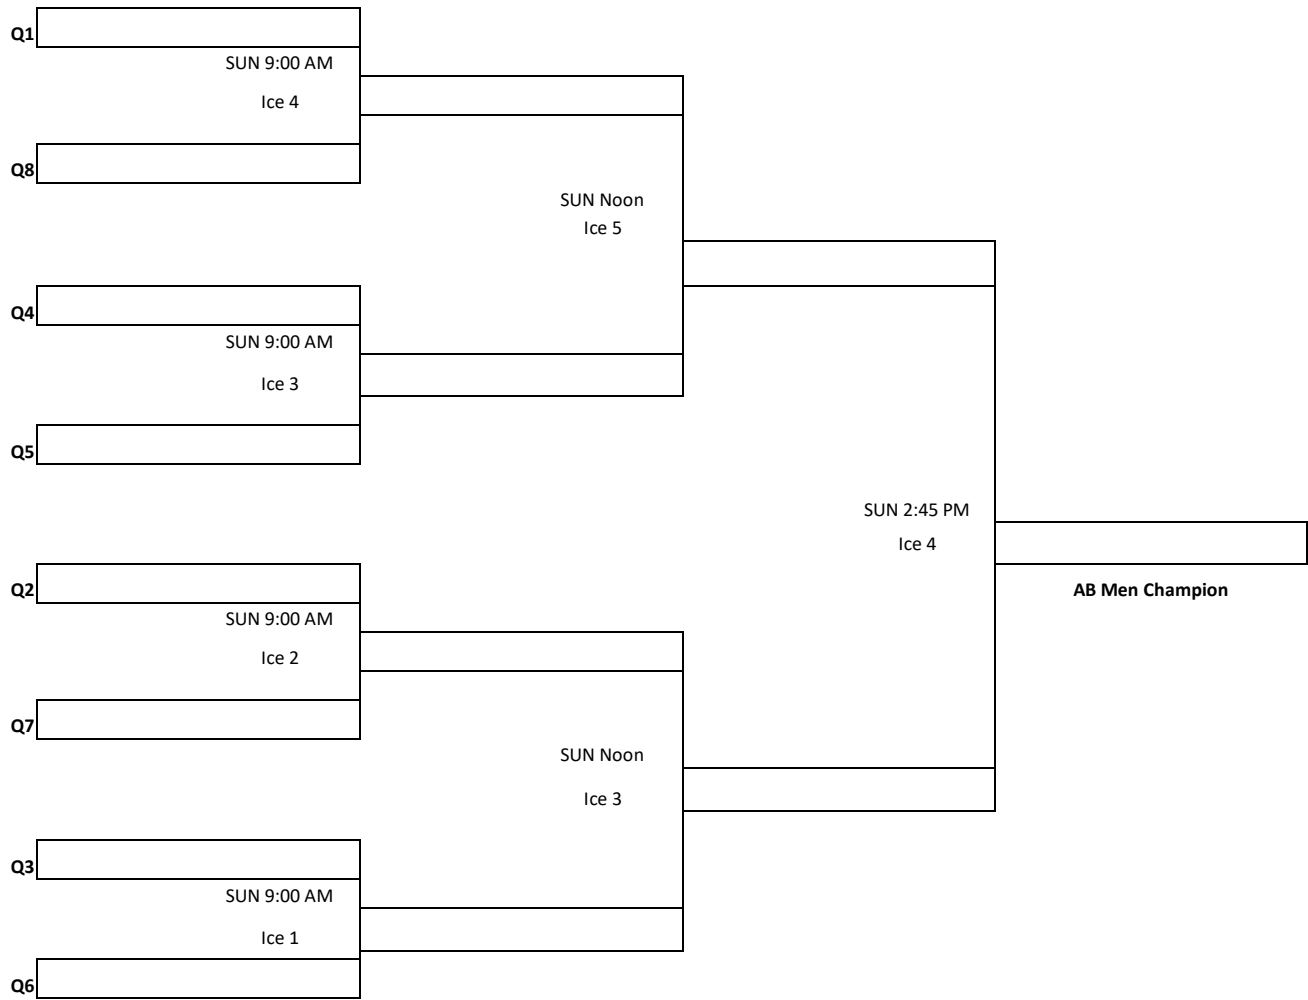 Q1
SUN 9:00 AM
Ice 4
Q8
SUN Noon
Ice 5
Q4
SUN 9:00 AM
Ice 3
Q5
SUN 2:45 PM
Ice 4
AB Men Champion
Q2
SUN 9:00 AM
Ice 2
Q7
SUN Noon
Ice 3
Q3
SUN 9:00 AM
Ice 1
Q6